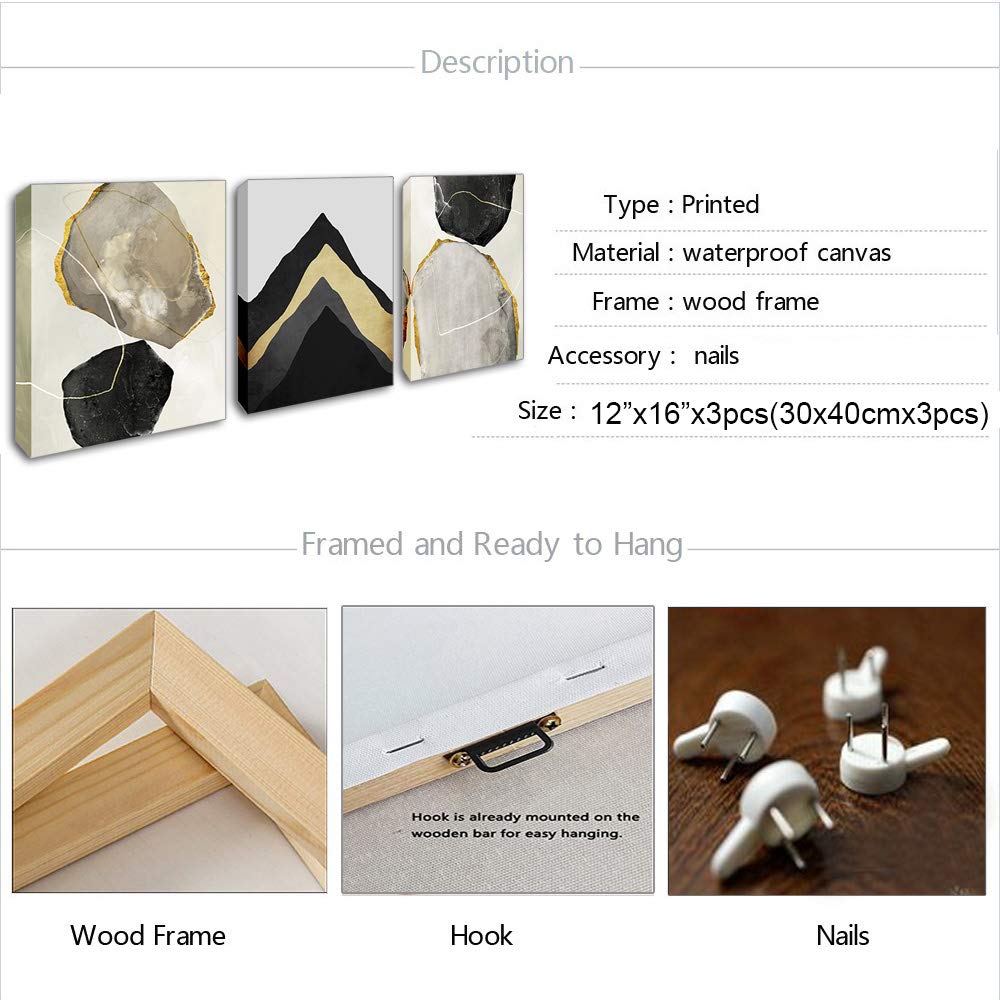 Description
Type : Printed
Material : waterproof canvas
Frame : wood frame
Accessory : nails
Size : 12”x16”x3pcs(30x40cmx3pcs)
Framed and Ready to Hang
Hook is already mounted on the
wooden bar for easy hanging.
Wood Frame
Hook
Nails